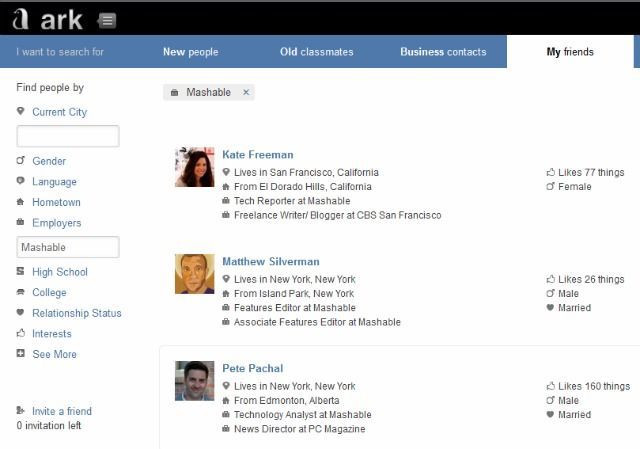 ark
I want to search for New people Old classmates Business contacts My friends
Find people by
Mashable ×
Current City
Gender
Language
Hometown
Employers
Mashable
High School
College
Relationship Status
Interests
See More
Invite a friend
0 invitation left
Kate Freeman
Lives in San Francisco, California
From El Dorado Hills, California
Tech Reporter at Mashable
Freelance Writer/ Blogger at CBS San Francisco
Likes 77 things
Female
Matthew Silverman
Lives in New York, New York
From Island Park, New York
Features Editor at Mashable
Associate Features Editor at Mashable
Likes 26 things
Male
Married
Pete Pachal
Lives in New York, New York
From Edmonton, Alberta
Technology Analyst at Mashable
News Director at PC Magazine
Likes 160 things
Male
Married